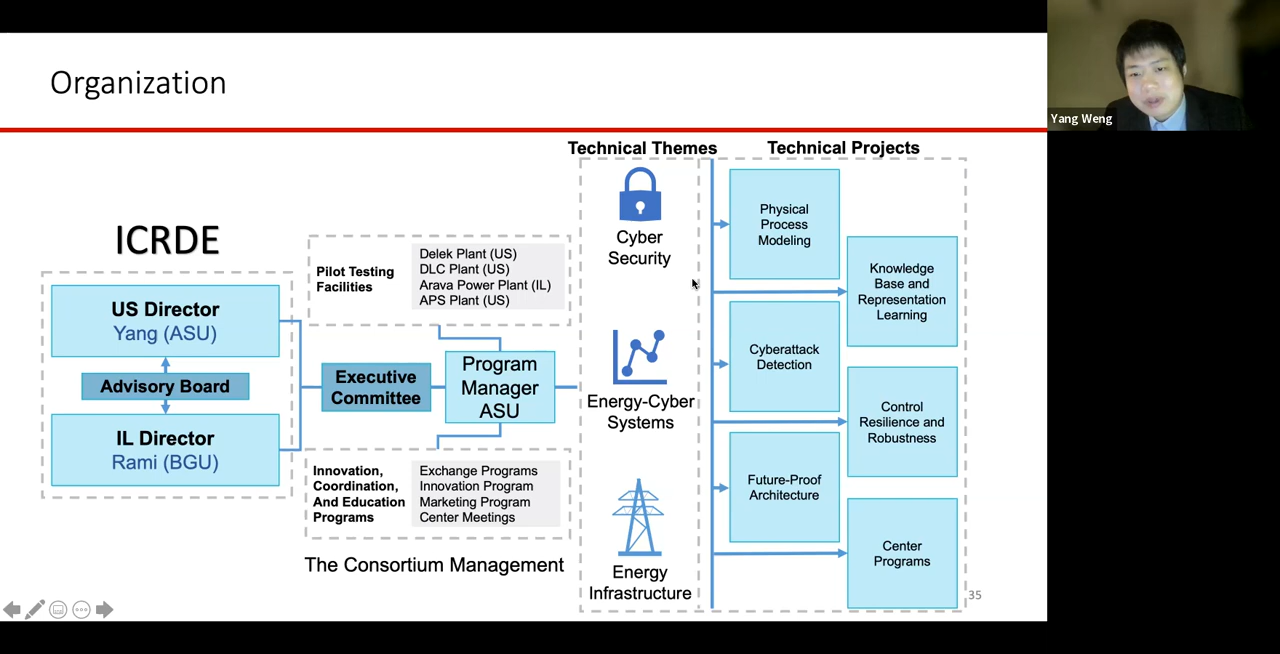 Organization
Yang Weng
ICRDE
US Director
Yang (ASU)
Advisory Board
IL Director
Rami (BGU)
Pilot Testing
Facilities
Delek Plant (US)
DLC Plant (US)
Arava Power Plant (IL)
APS Plant (US)
Executive
Committee
Program
Manager
ASU
Innovation,
Coordination,
And Education
Programs
Exchange Programs
Innovation Program
Marketing Program
Center Meetings
The Consortium Management
Technical Themes
Cyber
Security
Energy-Cyber
Systems
Energy
Infrastructure
Technical Projects
Physical
Process
Modeling
Knowledge
Base and
Representation
Learning
Cyberattack
Detection
Control
Resilience and
Robustness
Future-Proof
Architecture
Center
Programs
35